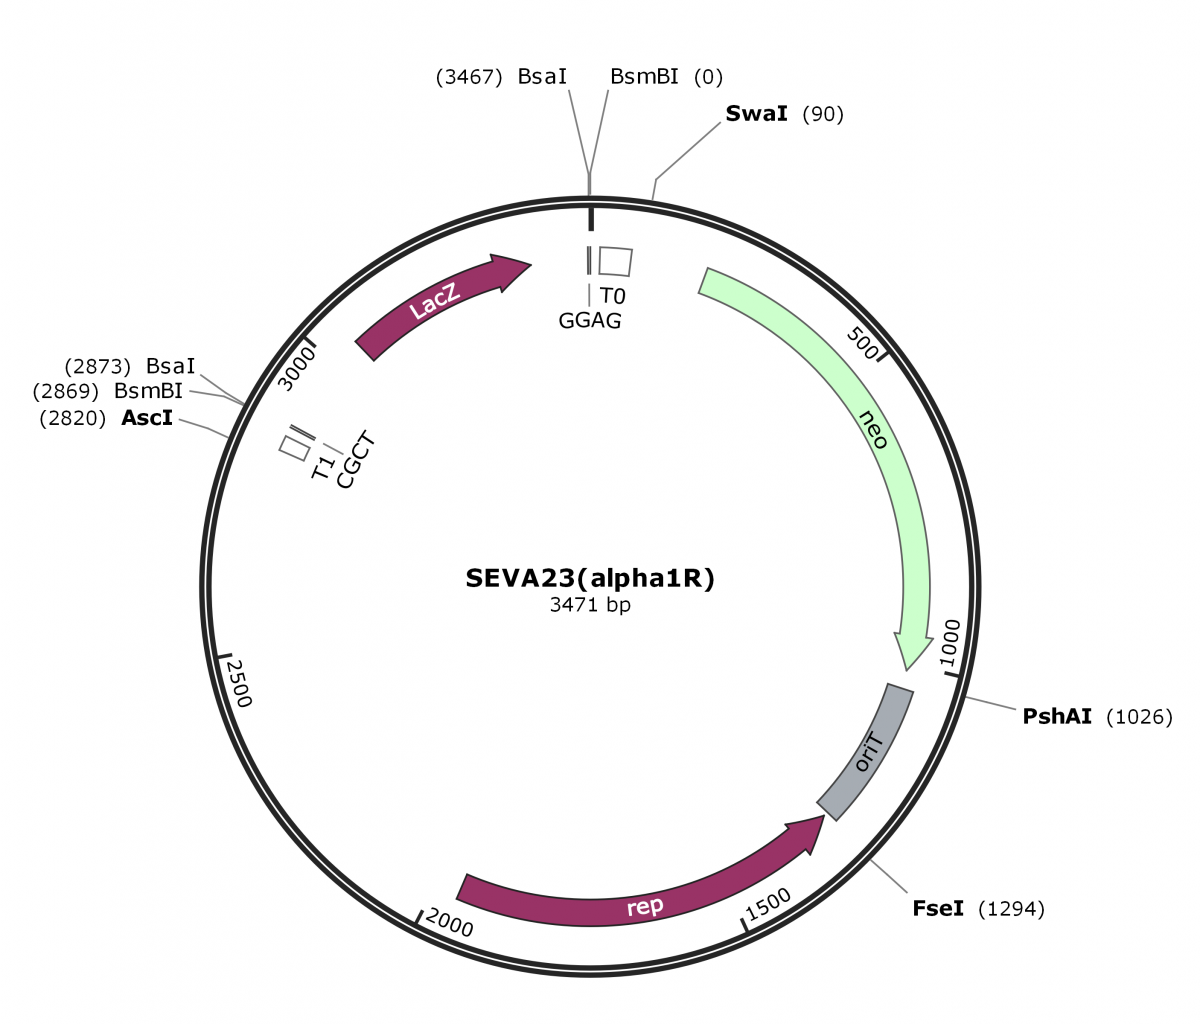 (3467) BsaI
BsmBI (0)
SwaI (90)
LacZ
T0
GGAG
500
neo
3000
(2873) BsaI
(2869) BsmBI
(2820) AscI
T1
CGCT
SEVA23(alpha1R)
3471 bp
1000
2500
PshAI (1026)
oriT
rep
1500
2000
FseI (1294)